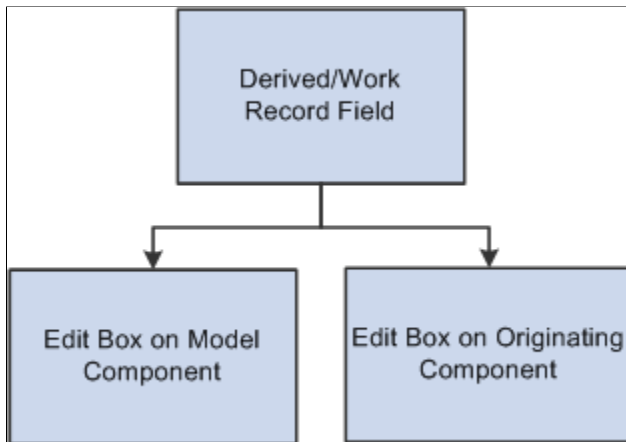 Derived/Work
Record Field
Edit Box on Model
Component
Edit Box on Originating
Component